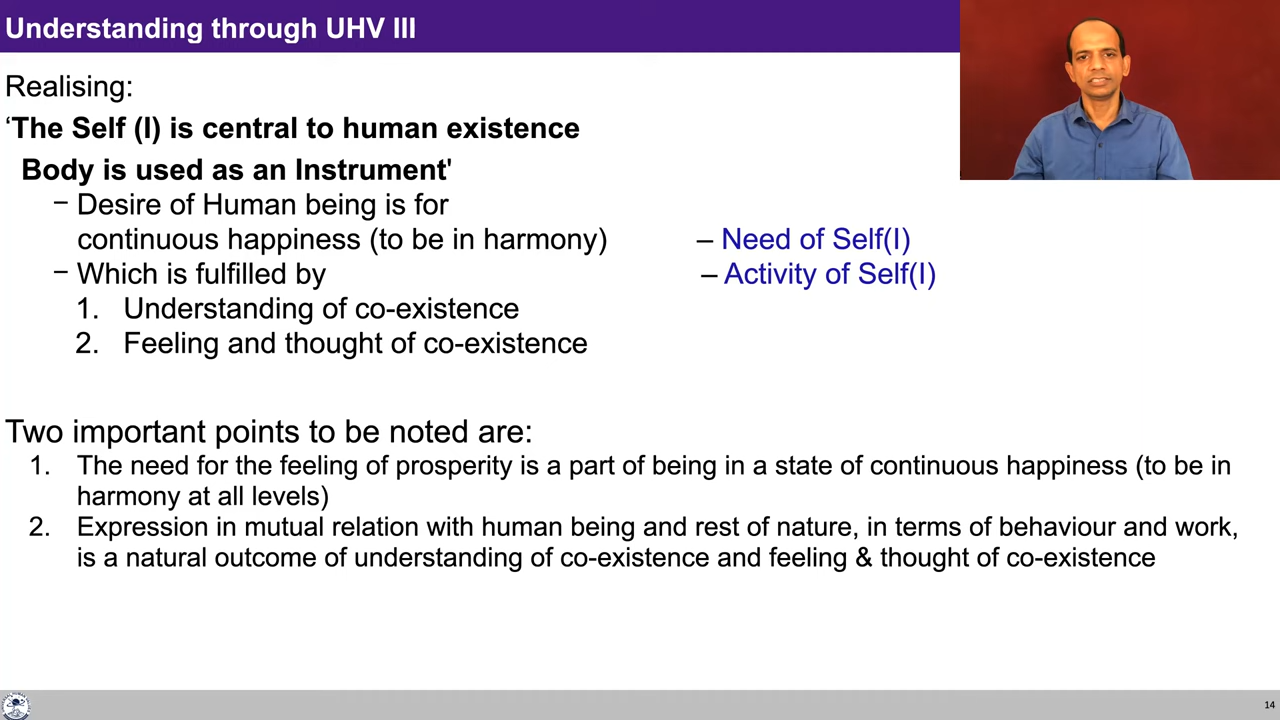 Understanding through UHV III
Realising:
‘The Self (I) is central to human existence
Body is used as an Instrument'
− Desire of Human being is for
continuous happiness (to be in harmony) – Need of Self(I)
− Which is fulfilled by – Activity of Self(I)
1. Understanding of co-existence
2. Feeling and thought of co-existence
Two important points to be noted are:
1. The need for the feeling of prosperity is a part of being in a state of continuous happiness (to be in
harmony at all levels)
2. Expression in mutual relation with human being and rest of nature, in terms of behaviour and work,
is a natural outcome of understanding of co-existence and feeling & thought of co-existence
14